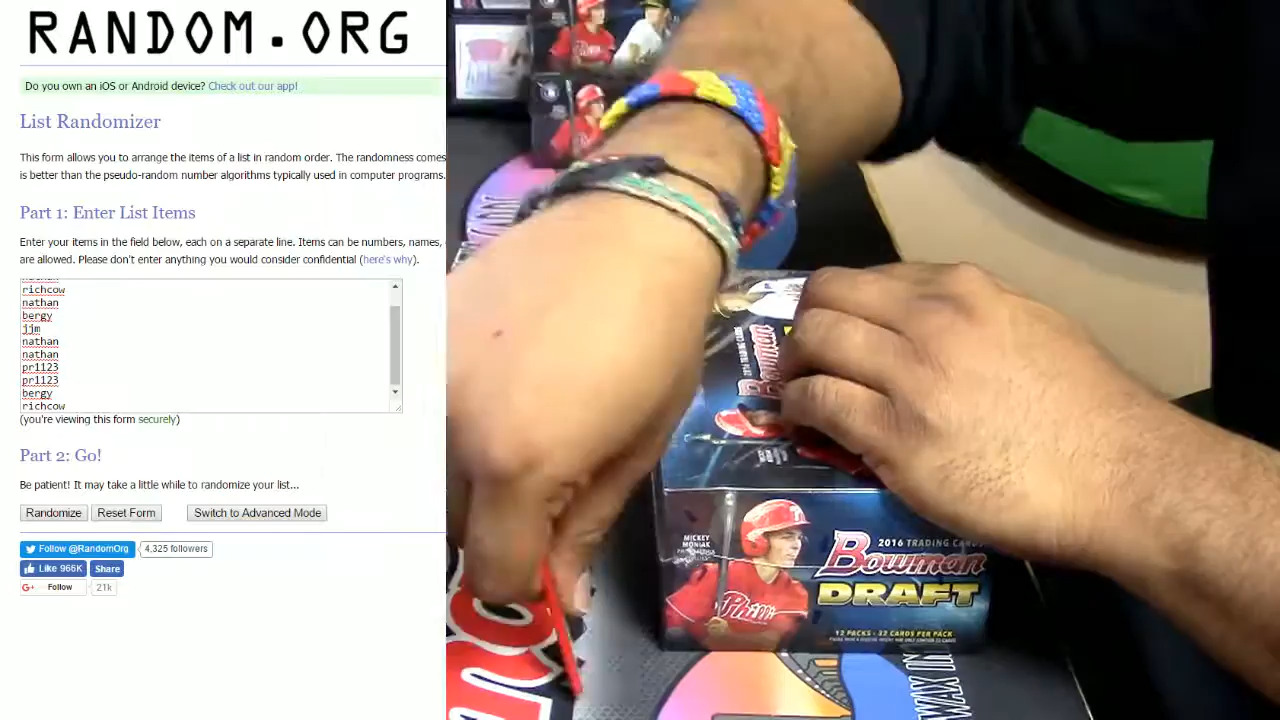 RANDOM.ORG
Do you own an iOS or Android device? Check out our app!
List Randomizer
This form allows you to arrange the items of a list in random order. The randomness comes
is better than the pseudo-random number algorithms typically used in computer programs.
Part 1: Enter List Items
Enter your items in the field below, each on a separate line. Items can be numbers, names,
are allowed. Please don't enter anything you would consider confidential (here's why).
richcow
nathan
bergy
jjm
nathan
nathan
pr1123
pr1123
bergy
richcow
(you're viewing this form securely)
Part 2: Go!
Be patient! It may take a little while to randomize your list...
Randomize
Reset Form
Switch to Advanced Mode
Follow @RandomOrg
4,325 followers
Like 966K
Share
Follow
21k
Bowman
MICKEY
MONIAK
Phillies
2016 TRADING CARDS
Bowman
DRAFT
12 PACKS - 32 CARDS PER PACK
WAX IN